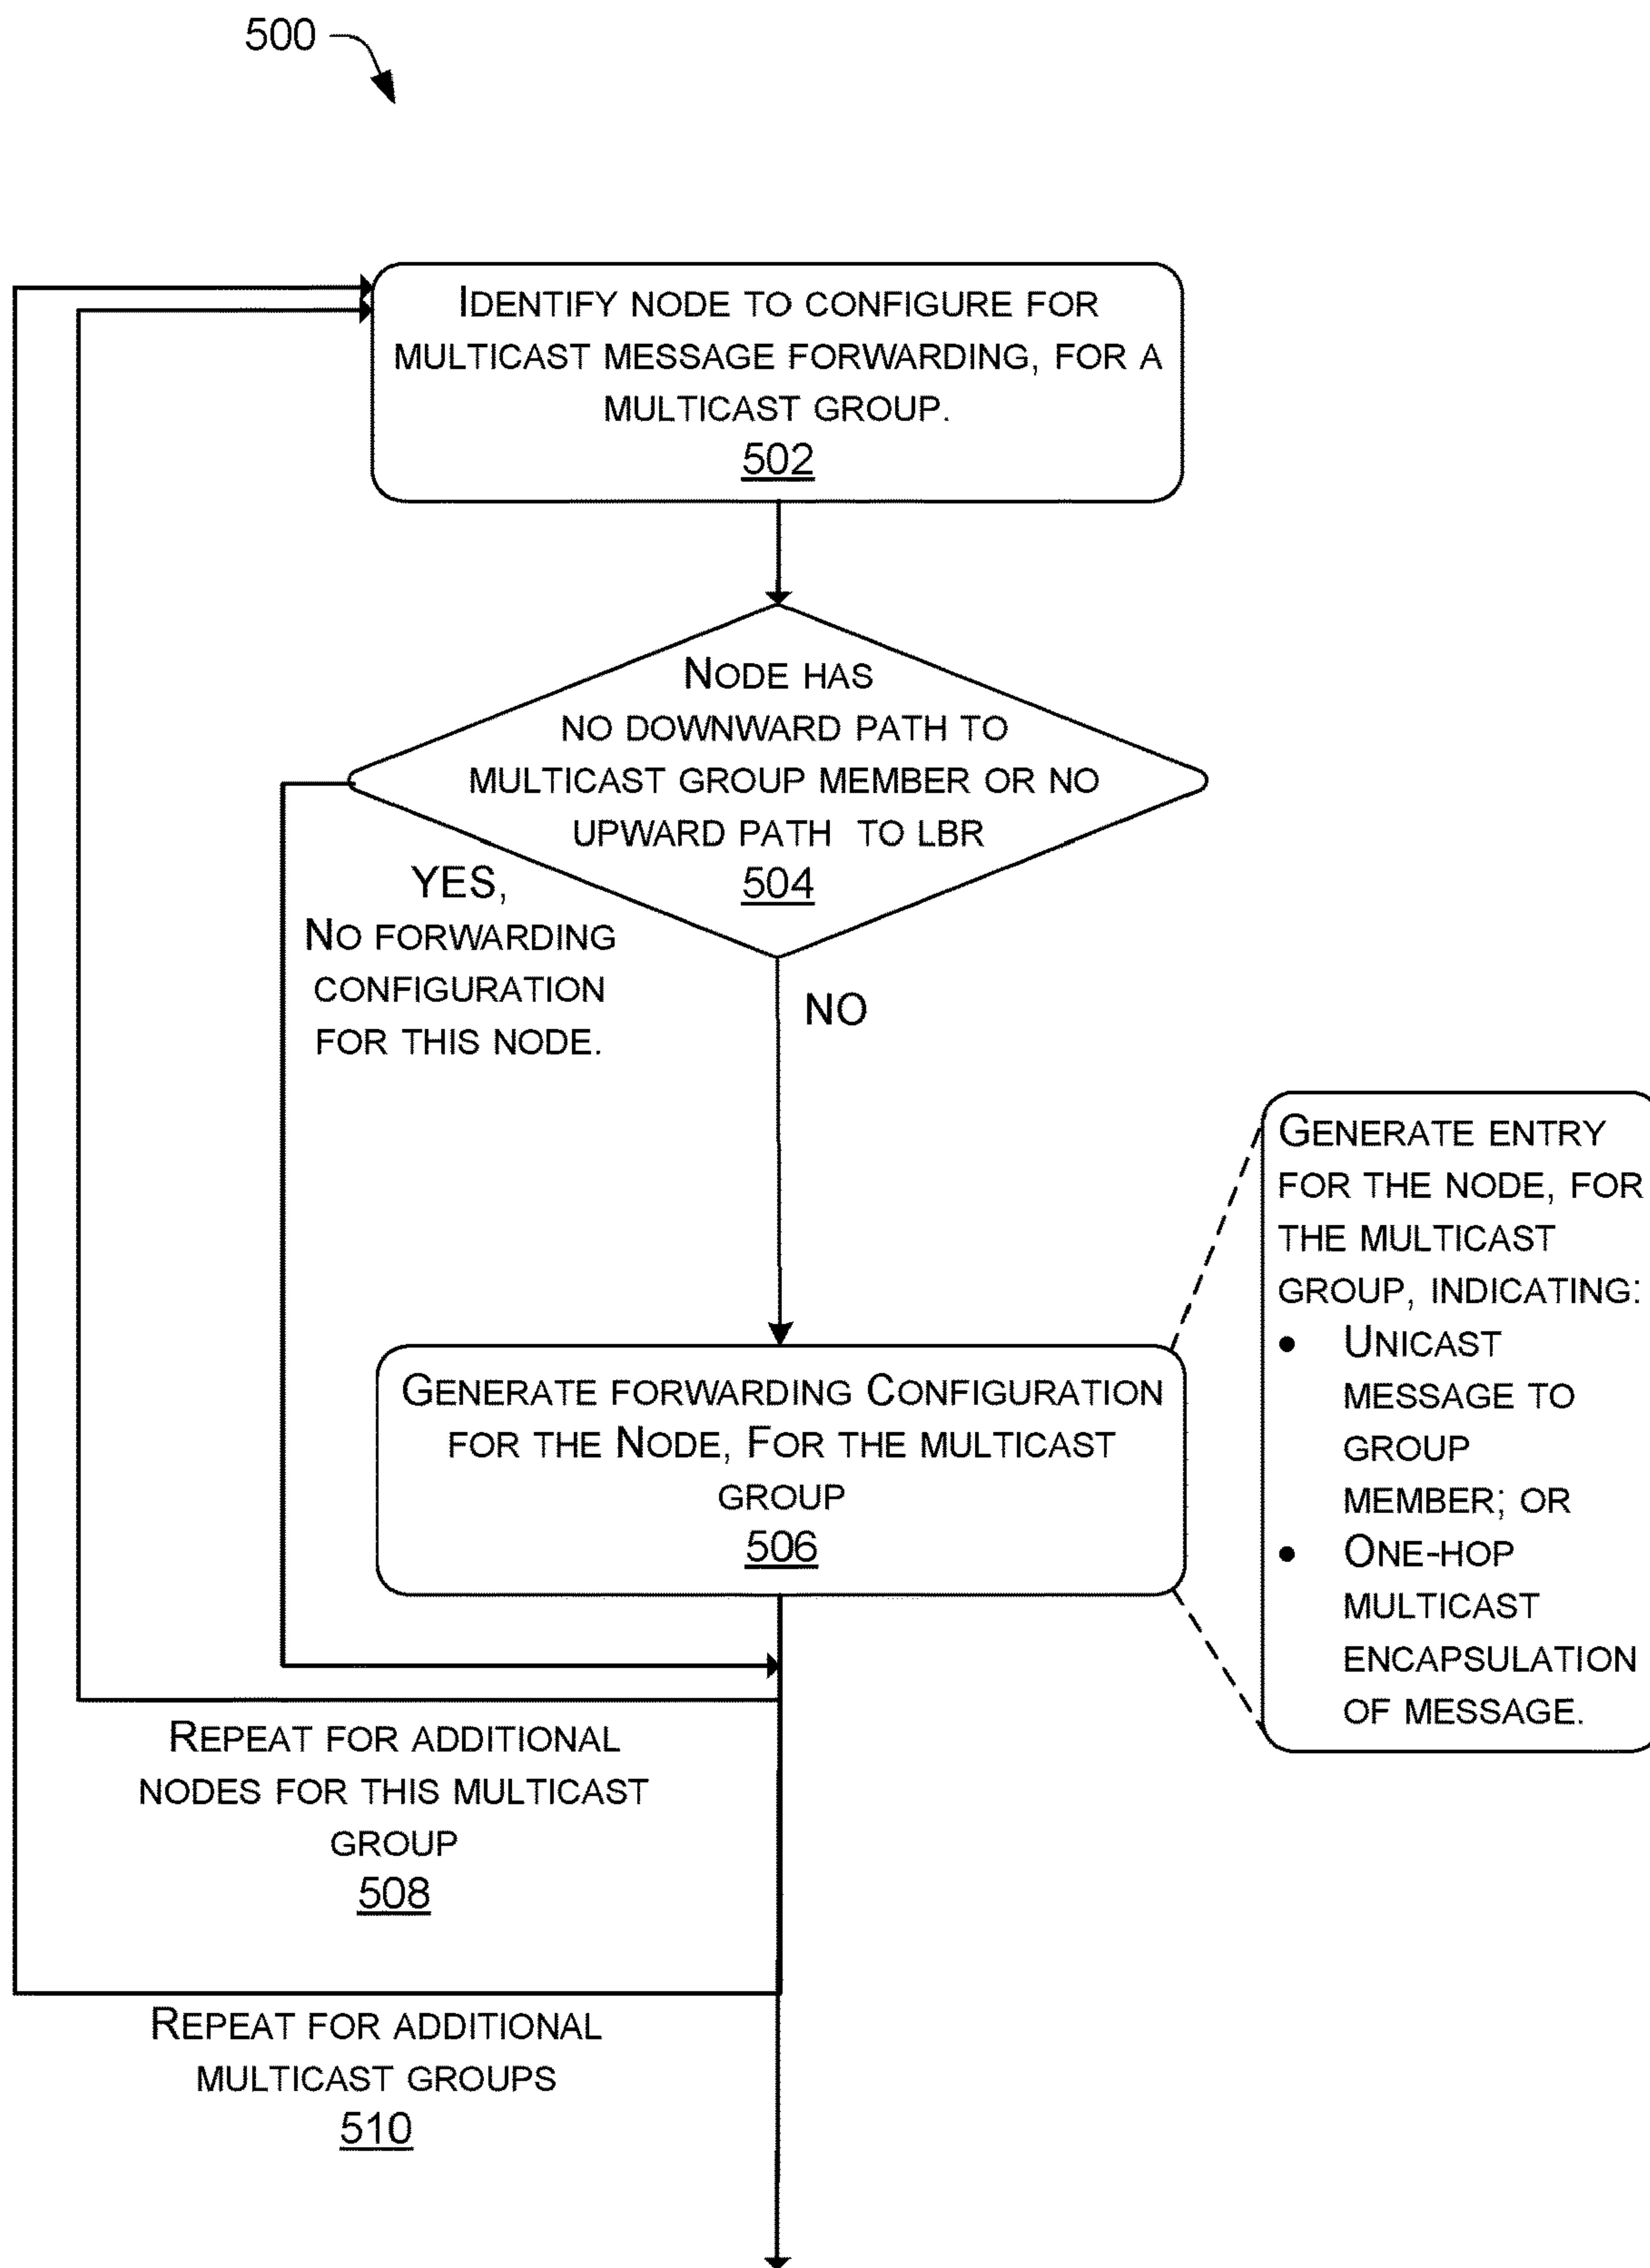 500
IDENTIFY NODE TO CONFIGURE FOR
MULTICAST MESSAGE FORWARDING, FOR A
MULTICAST GROUP.
502
NODE HAS
NO DOWNWARD PATH TO
MULTICAST GROUP MEMBER OR NO
UPWARD PATH TO LBR
504
YES,
NO FORWARDING
CONFIGURATION
FOR THIS NODE.
NO
GENERATE FORWARDING CONFIGURATION
FOR THE NODE, FOR THE MULTICAST
GROUP
506
GENERATE ENTRY
FOR THE NODE, FOR
THE MULTICAST
GROUP, INDICATING:
• UNICAST
MESSAGE TO
GROUP
MEMBER; OR
• ONE-HOP
MULTICAST
ENCAPSULATION
OF MESSAGE.
REPEAT FOR ADDITIONAL
NODES FOR THIS MULTICAST
GROUP
508
REPEAT FOR ADDITIONAL
MULTICAST GROUPS
510